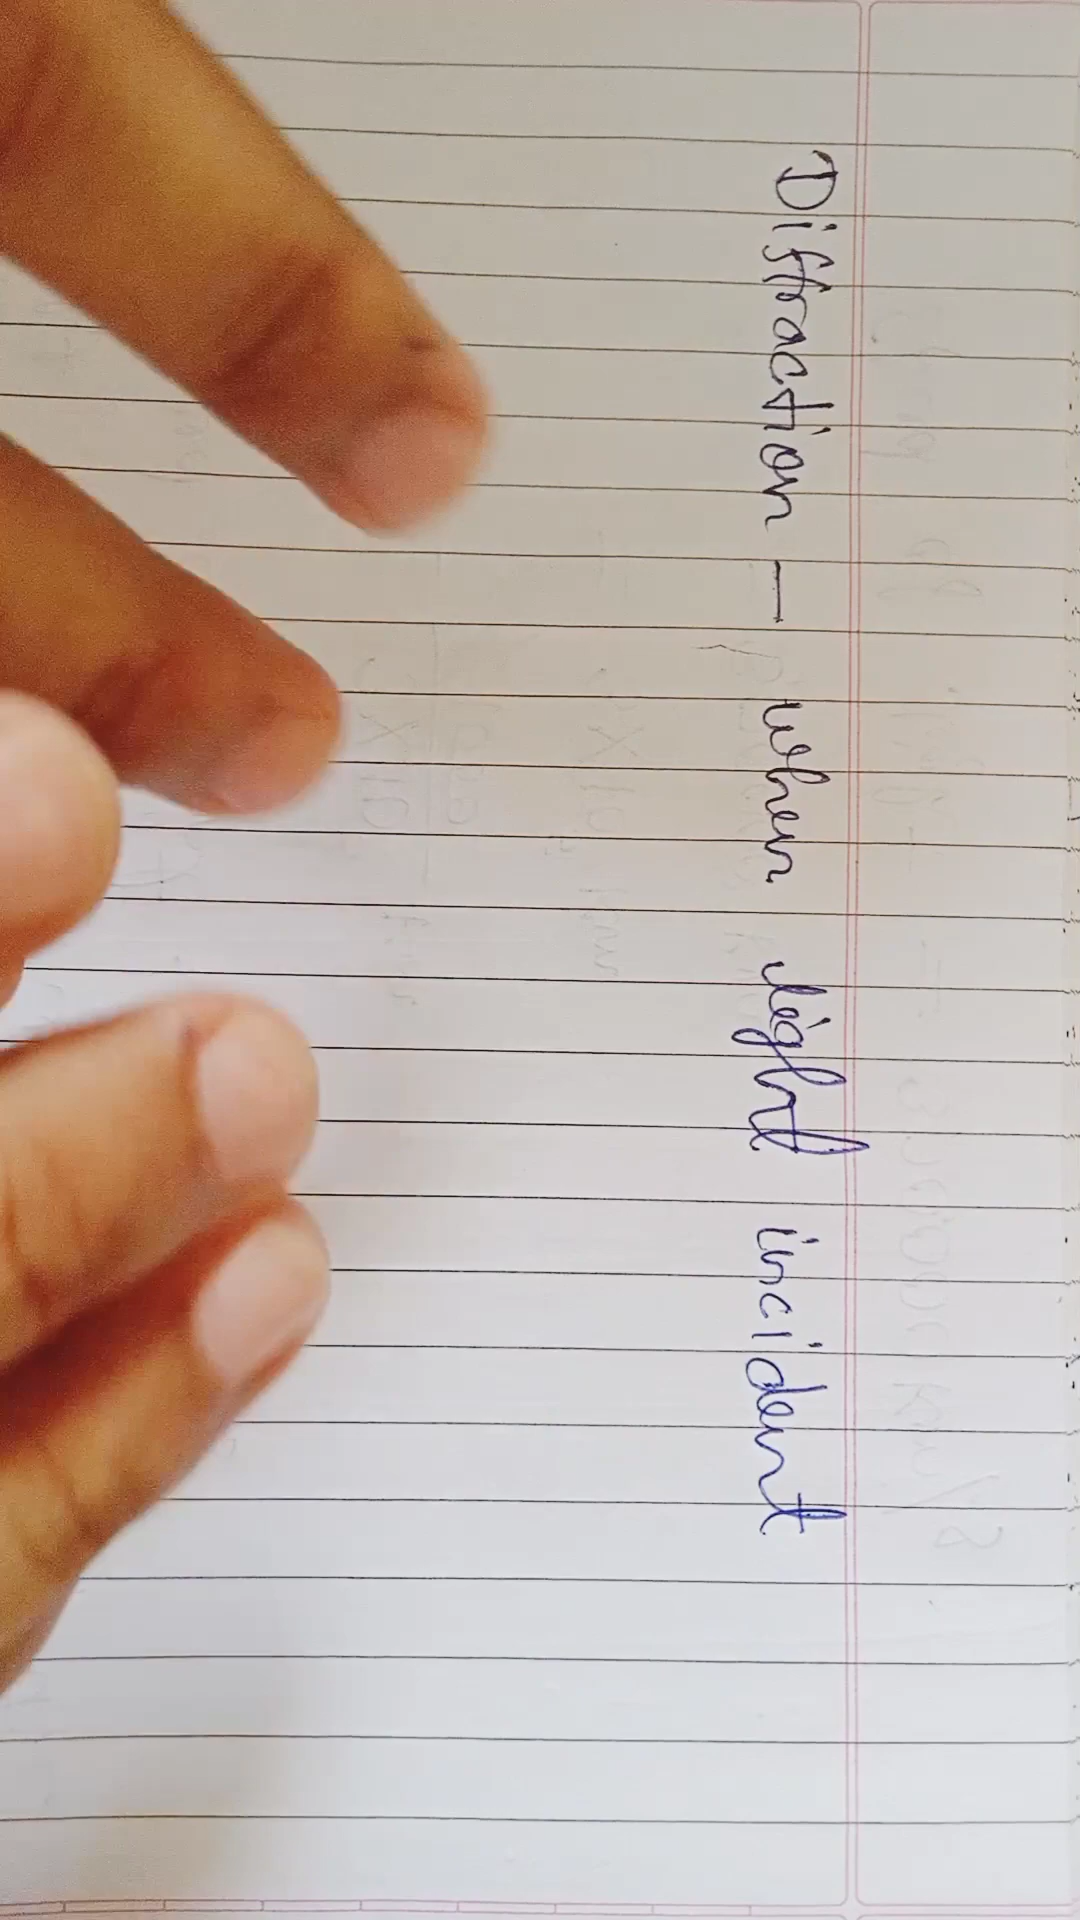 Diffraction — when light incident